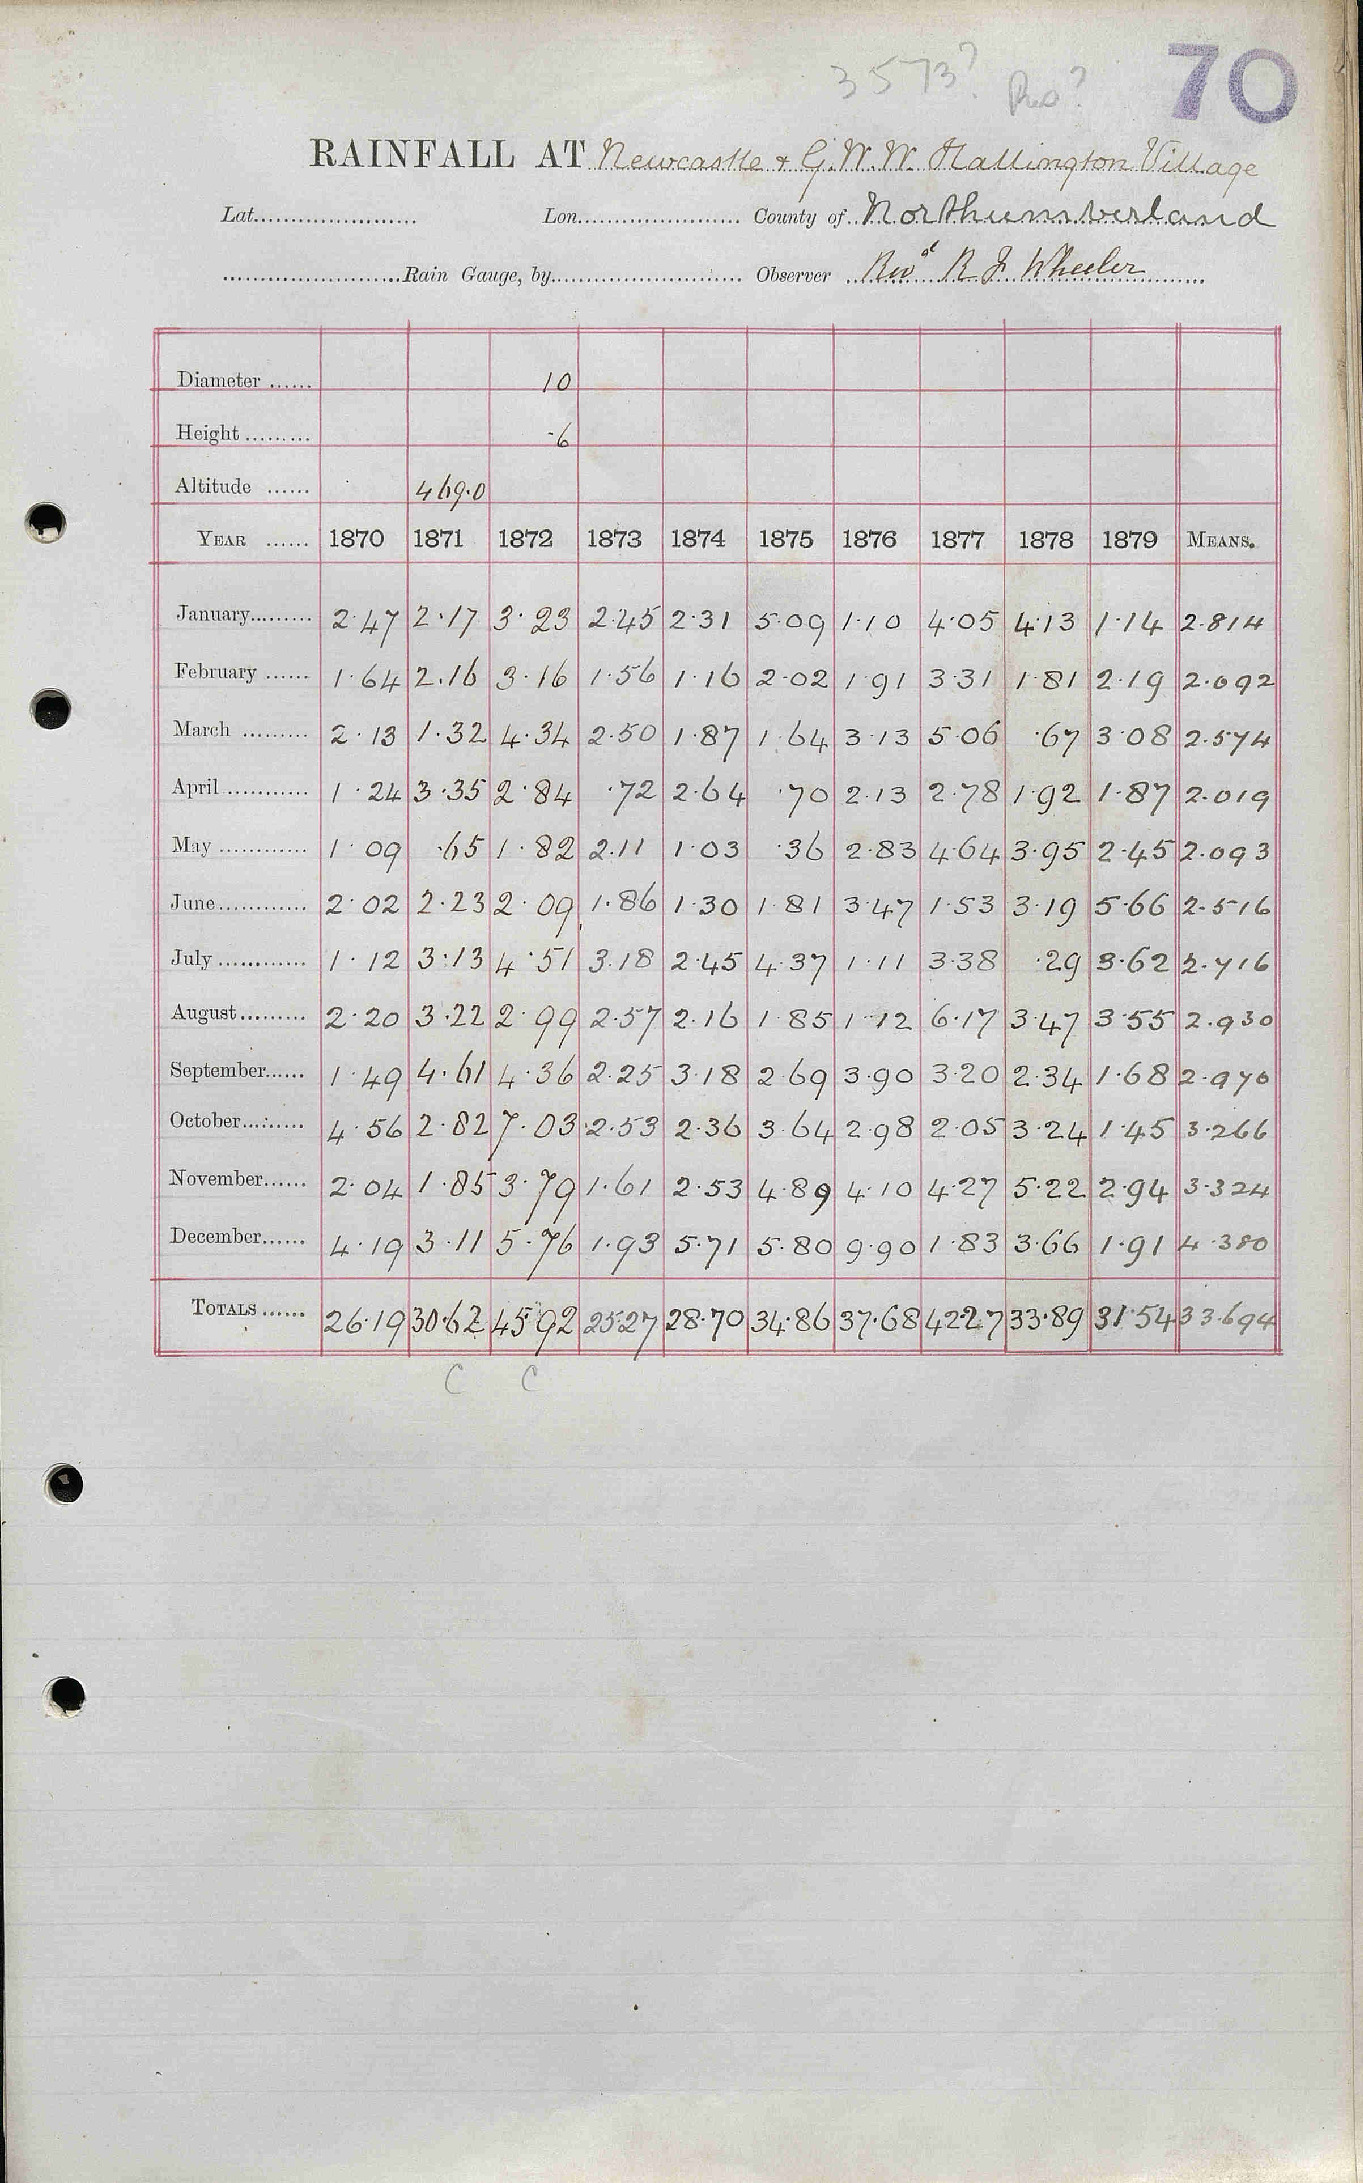 3573? 70
RAINFALL AT Newcastle & G.W.W. Hallington Village
Lat. Lon. County of Northumberland
Rain Gauge, by Observer Revd R J Wheeler
Diameter ...... 10
Height ......... ·6
Altitude ...... 469.0
YEAR ...... 1870 1871 1872 1873 1874 1875 1876 1877 1878 1879 MEANS.
January......... 2·47 2·17 3·23 2·45 2·31 5·09 1·10 4·05 4·13 1·14 2·814
February ...... 1·64 2·16 3·16 1·56 1·16 2·02 1·91 3·31 1·81 2·19 2·092
March ......... 2·13 1·32 4·34 2·50 1·87 1·64 3·13 5·06 ·67 3·08 2·574
April ............ 1·24 3·35 2·84 ·72 2·64 ·70 2·13 2·78 1·92 1·87 2·019
May ............ 1·09 ·65 1·82 2·11 1·03 ·36 2·83 4·64 3·95 2·45 2·093
June............ 2·02 2·23 2·09 1·86 1·30 1·81 3·47 1·53 3·19 5·66 2·516
July ............ 1·12 3·13 4·51 3·18 2·45 4·37 1·11 3·38 ·29 3·62 2·716
August......... 2·20 3·22 2·99 2·57 2·16 1·85 1·12 6·17 3·47 3·55 2·930
September...... 1·49 4·61 4·36 2·25 3·18 2·69 3·90 3·20 2·34 1·68 2·970
October......... 4·56 2·82 7·03 2·53 2·36 3·64 2·98 2·05 3·24 1·45 3·266
November...... 2·04 1·85 3·79 1·61 2·53 4·89 4·10 4·27 5·22 2·94 3·324
December...... 4·19 3·11 5·76 1·93 5·71 5·80 9·90 1·83 3·66 1·91 4·380
TOTALS ...... 26·19 30·62 45·92 25·27 28·70 34·86 37·68 42·27 33·89 31·54 33·694
C C